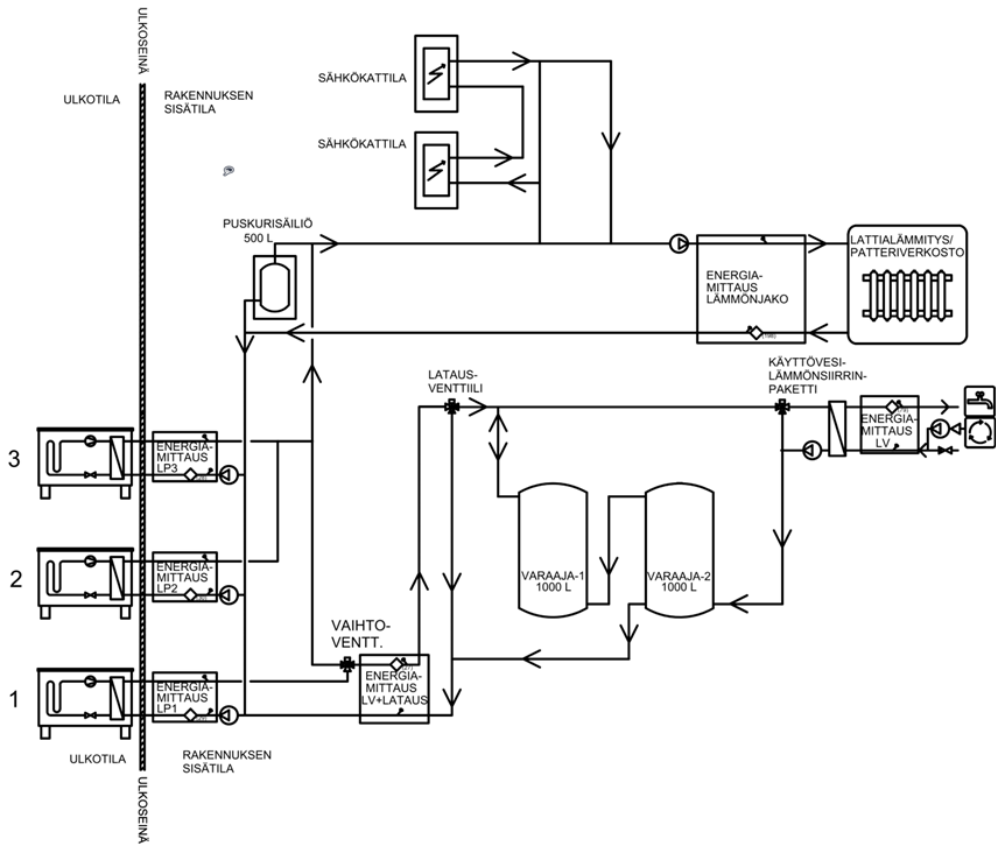 ULKOSEINÄ
ULKOTILA
RAKENNUKSEN
SISÄTILA
SÄHKÖKATTILA
SÄHKÖKATTILA
PUSKURISÄILIÖ
500 L
ENERGIA-
MITTAUS
LÄMMÖNJAKO
LATTIALÄMMITYS/
PATTERIVERKOSTO
LATAUS-
VENTTIILI
KÄYTTÖVESI-
LÄMMÖNSIIRRIN-
PAKETTI
ENERGIA-
MITTAUS
LV
3
ENERGIA-
MITTAUS
LP3
2
ENERGIA-
MITTAUS
LP2
VARAAJA-1
1000 L
VARAAJA-2
1000 L
VAIHTO-
VENTT.
1
ENERGIA-
MITTAUS
LP1
ENERGIA-
MITTAUS
LV+LATAUS
ULKOTILA
RAKENNUKSEN
SISÄTILA
ULKOSEINÄ